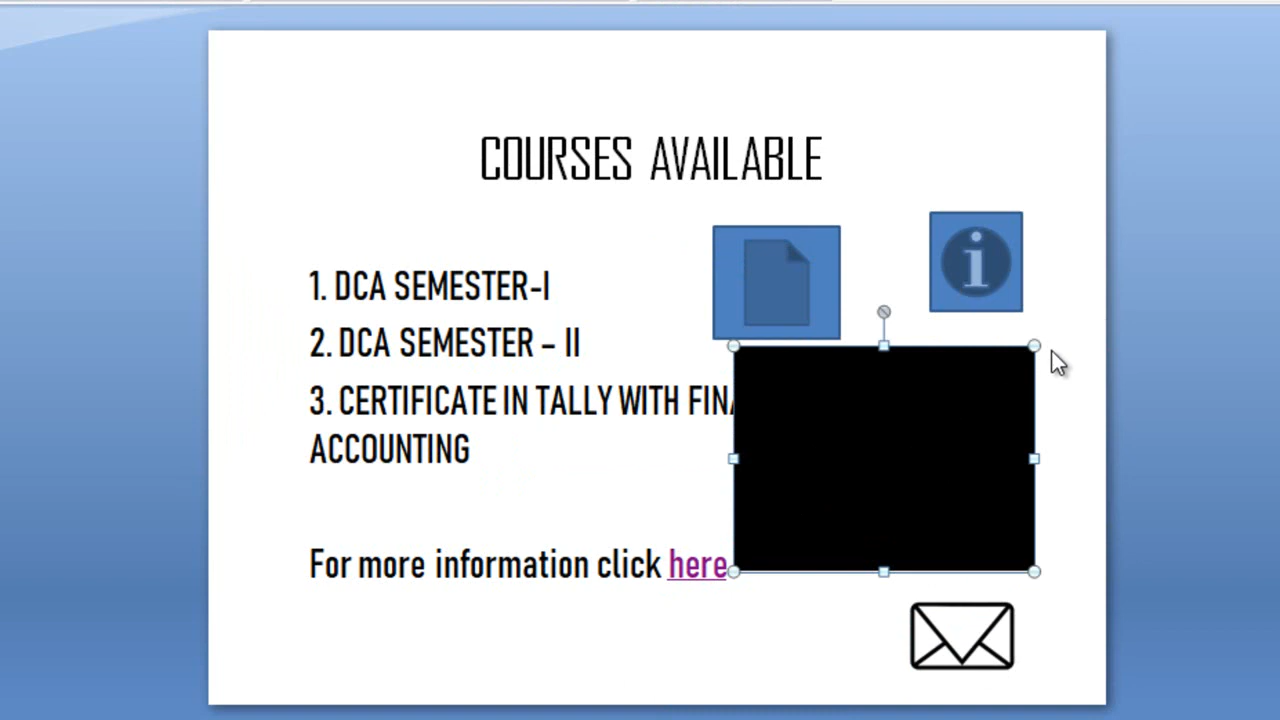 COURSES AVAILABLE
1. DCA SEMESTER-I
2. DCA SEMESTER – II
3. CERTIFICATE IN TALLY WITH
ACCOUNTING
For more information click here